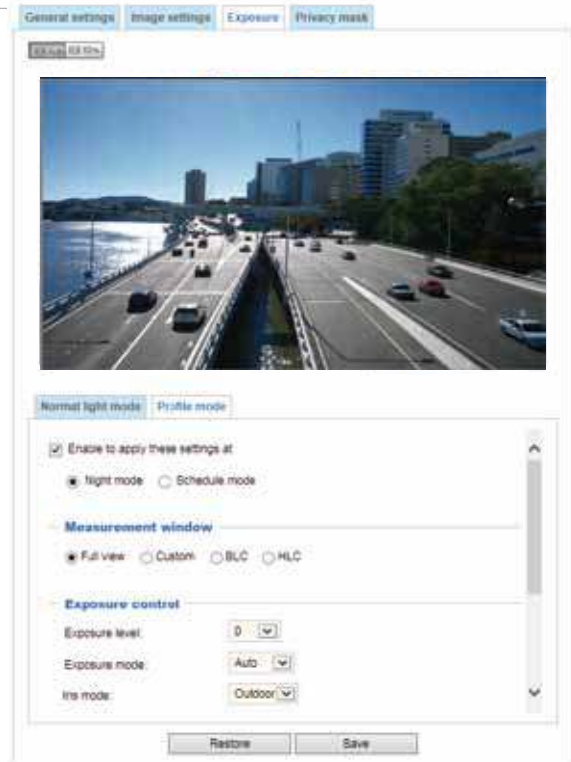 General settings Image settings Exposure Privacy mask
Normal light mode Profile mode
Enable to apply these settings at
Night mode Schedule mode
Measurement window
Full view Custom BLC HLC
Exposure control
Exposure level: 0
Exposure mode: Auto
Iris mode: Outdoor
Restore Save